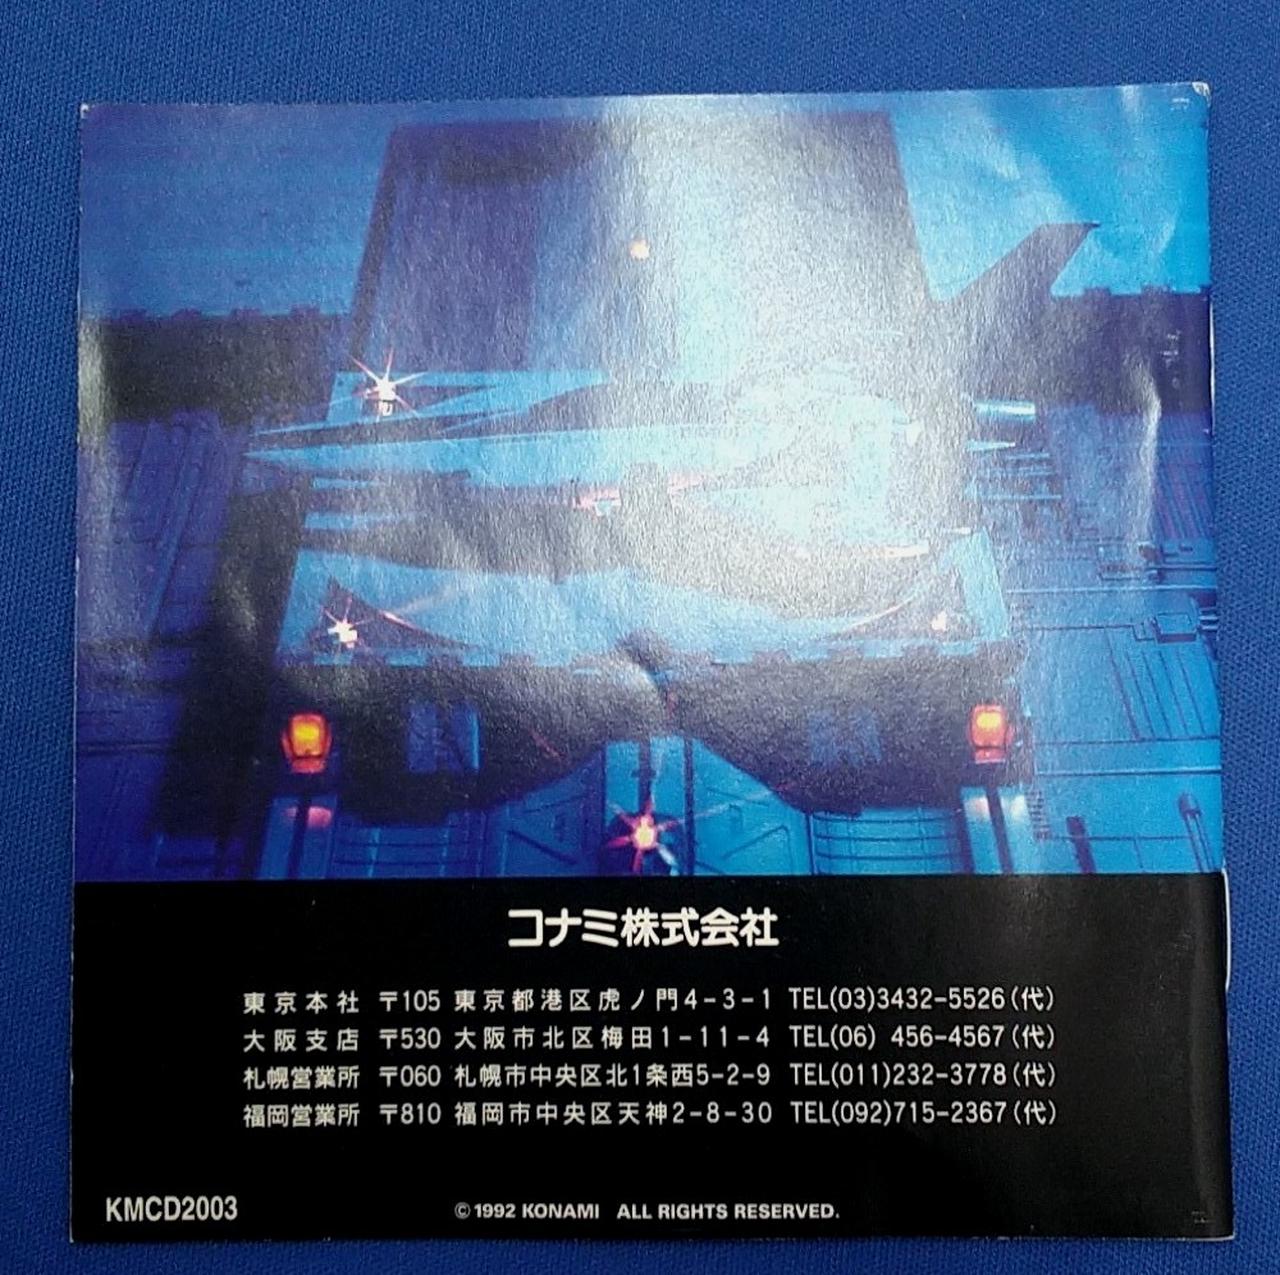 コナミ株式会社
東京本社 〒105 東京都港区虎ノ門4-3-1 TEL(03)3432-5526(代)
大阪支店 〒530 大阪市北区梅田1-11-4 TEL(06) 456-4567(代)
札幌営業所 〒060 札幌市中央区北1条西5-2-9 TEL(011)232-3778(代)
福岡営業所 〒810 福岡市中央区天神2-8-30 TEL(092)715-2367(代)
KMCD2003
©1992 KONAMI ALL RIGHTS RESERVED.